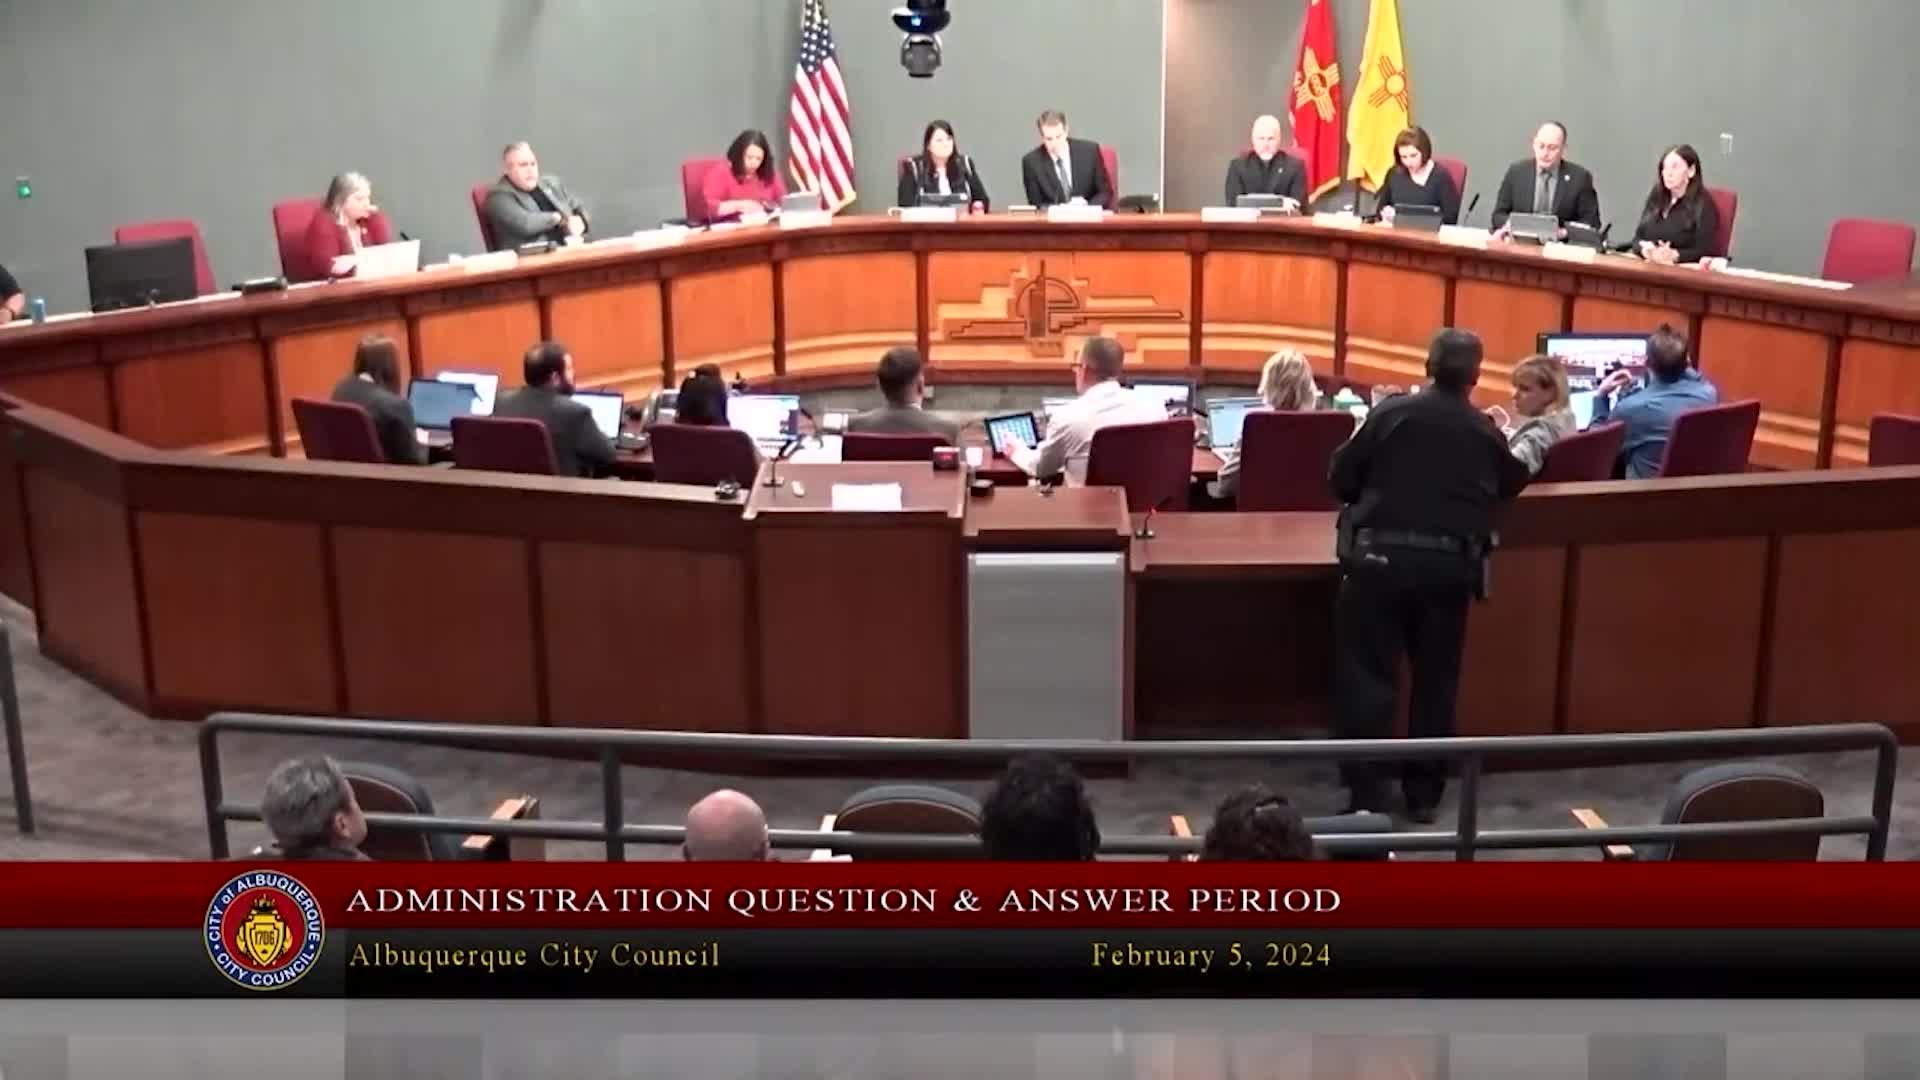 ADMINISTRATION QUESTION & ANSWER PERIOD
CITY of ALBUQUERQUE
1706
CITY COUNCIL
Albuquerque City Council
February 5, 2024